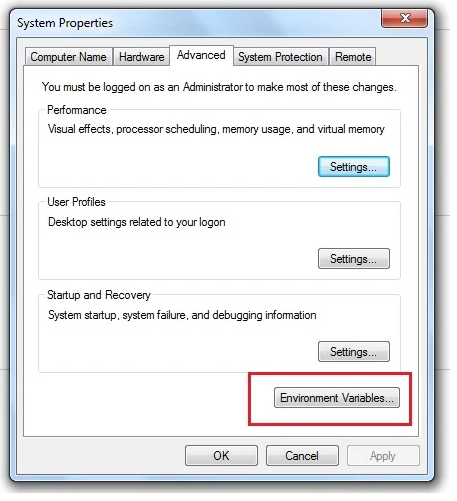 System Properties
Computer Name Hardware Advanced System Protection Remote
You must be logged on as an Administrator to make most of these changes.
Performance
Visual effects, processor scheduling, memory usage, and virtual memory
Settings...
User Profiles
Desktop settings related to your logon
Settings...
Startup and Recovery
System startup, system failure, and debugging information
Settings...
Environment Variables...
OK Cancel Apply